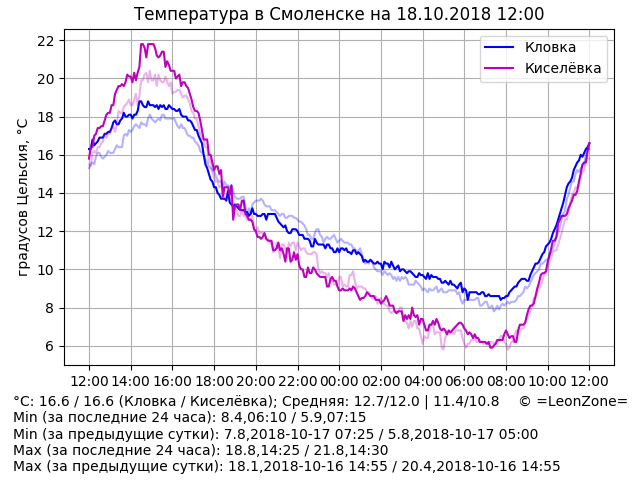 Температура в Смоленске на 18.10.2018 12:00
Кловка
Киселёвка
градусов Цельсия, °C
22
20
18
16
14
12
10
8
6
12:00 14:00 16:00 18:00 20:00 22:00 00:00 02:00 04:00 06:00 08:00 10:00 12:00
°C: 16.6 / 16.6 (Кловка / Киселёвка); Средняя: 12.7/12.0 | 11.4/10.8 © =LeonZone=
Min (за последние 24 часа): 8.4,06:10 / 5.9,07:15
Min (за предыдущие сутки): 7.8,2018-10-17 07:25 / 5.8,2018-10-17 05:00
Max (за последние 24 часа): 18.8,14:25 / 21.8,14:30
Max (за предыдущие сутки): 18.1,2018-10-16 14:55 / 20.4,2018-10-16 14:55